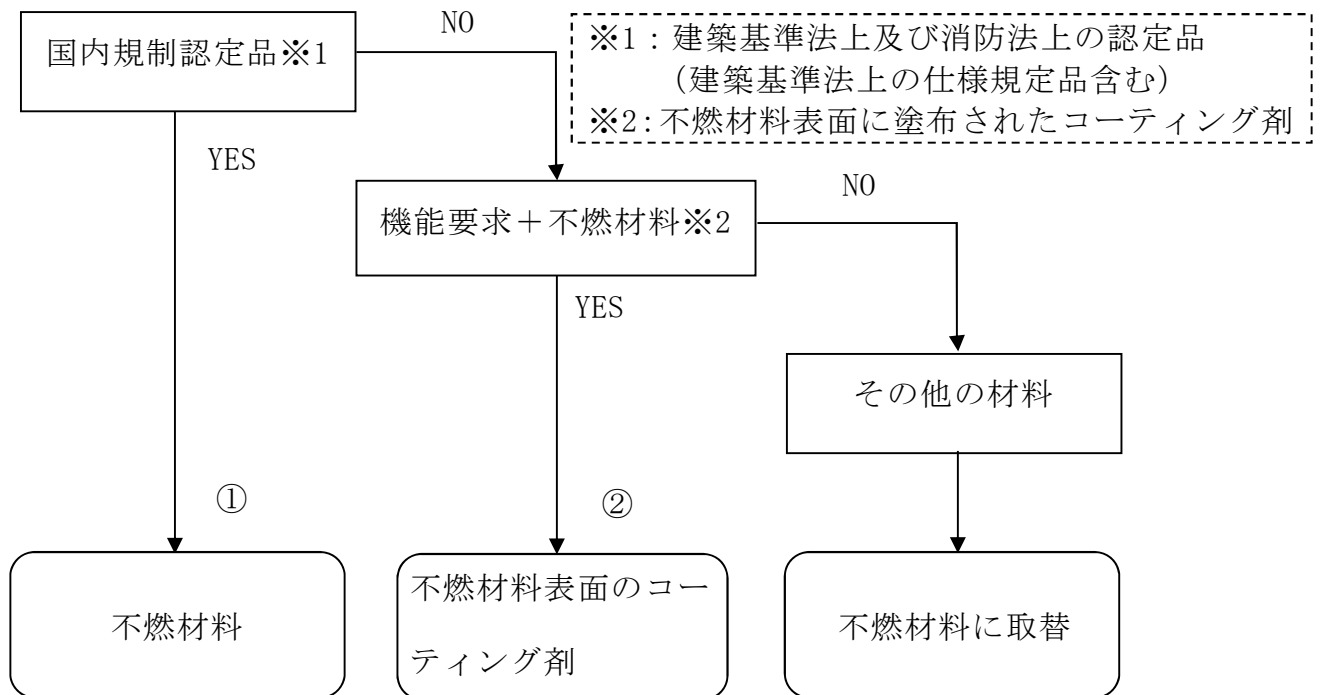 国内規制認定品※1
NO
※1：建築基準法上及び消防法上の認定品
（建築基準法上の仕様規定品含む）
※2:不燃材料表面に塗布されたコーティング剤
YES
機能要求＋不燃材料※2
NO
YES
その他の材料
①
②
不燃材料
不燃材料表面のコー
ティング剤
不燃材料に取替